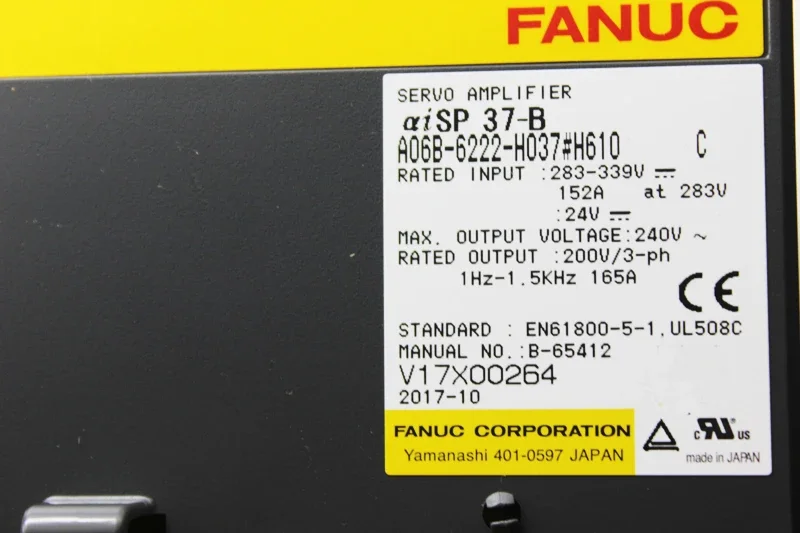 FANUC
SERVO AMPLIFIER
αiSP 37-B
A06B-6222-H037#H610 C
RATED INPUT :283-339V ⎓
152A at 283V
:24V ⎓
MAX. OUTPUT VOLTAGE:240V ~
RATED OUTPUT :200V/3-ph
1Hz-1.5KHz 165A
CE
STANDARD : EN61800-5-1,UL508C
MANUAL NO.:B-65412
V17X00264
2017-10
FANUC CORPORATION
Yamanashi 401-0597 JAPAN
c RU us
made in JAPAN